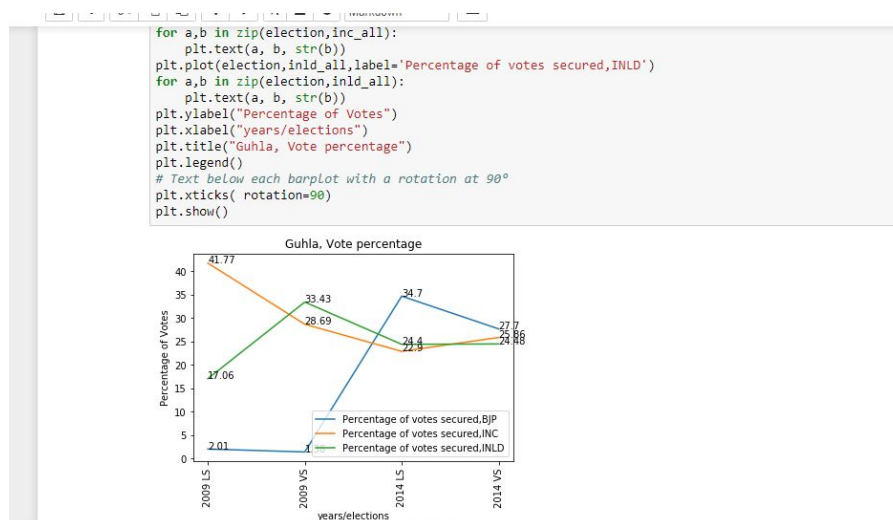 for a,b in zip(election,inc_all):
    plt.text(a, b, str(b))
plt.plot(election,inld_all,label='Percentage of votes secured,INLD')
for a,b in zip(election,inld_all):
    plt.text(a, b, str(b))
plt.ylabel("Percentage of Votes")
plt.xlabel("years/elections")
plt.title("Guhla, Vote percentage")
plt.legend()
# Text below each barplot with a rotation at 90º
plt.xticks( rotation=90)
plt.show()
Guhla, Vote percentage
41.77
40
35
34.7
33.43
30
28.69
27.7
25.86
25
24.4
24.48
22.9
20
17.06
15
10
5
2.01
0
Percentage of Votes
Percentage of votes secured,BJP
Percentage of votes secured,INC
Percentage of votes secured,INLD
2009 LS
2009 VS
2014 LS
2014 VS
years/elections